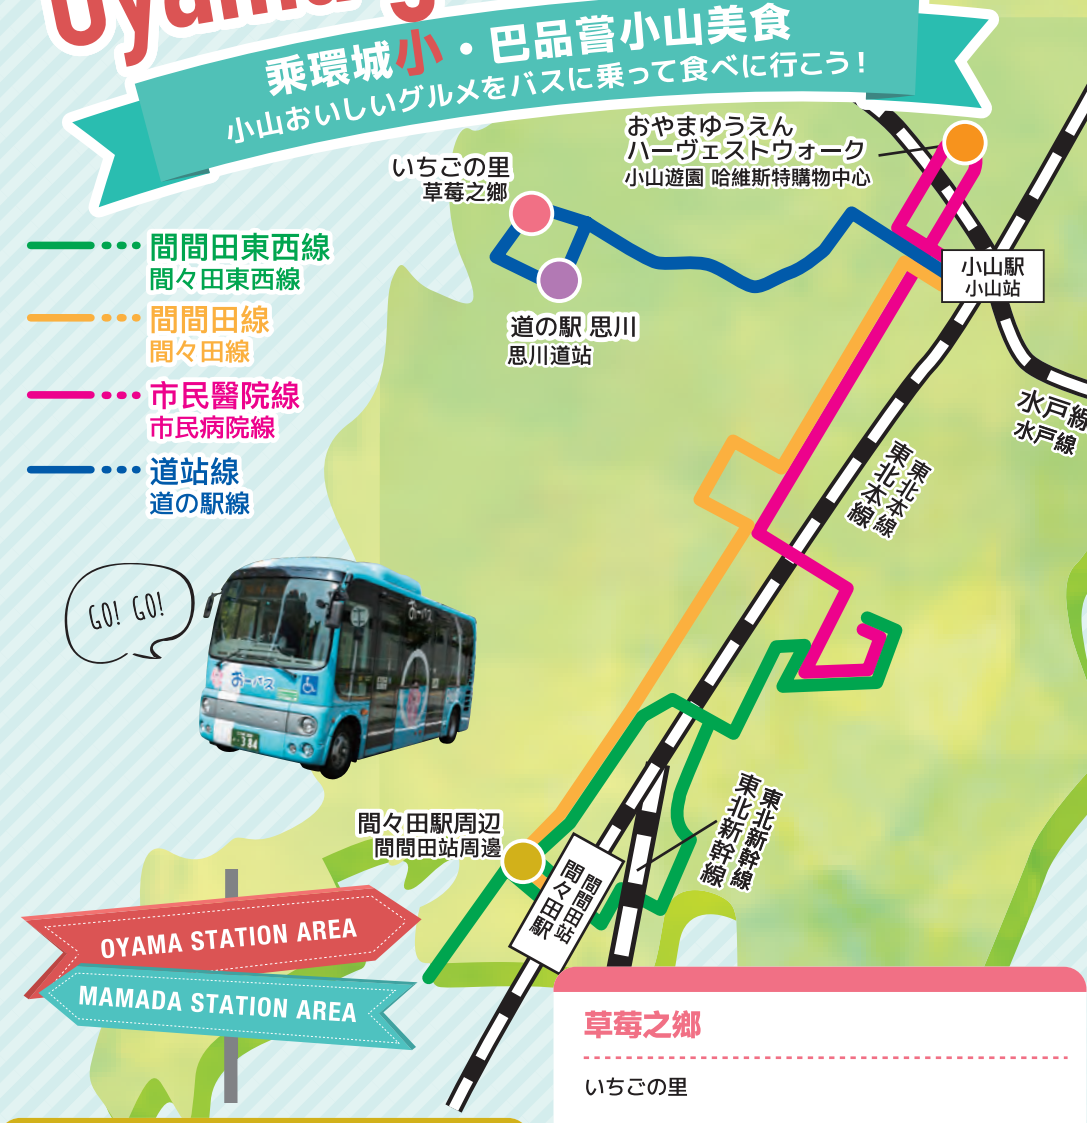 Oyama g
乘環城小・巴品嘗小山美食
小山おいしいグルメをバスに乗って食べに行こう!
おやまゆうえん
ハーヴェストウォーク
小山遊園 哈維斯特購物中心
いちごの里
草莓之鄉
間間田東西線
間々田東西線
間間田線
間々田線
市民醫院線
市民病院線
道站線
道の駅線
道の駅 思川
思川道站
小山駅
小山站
水戸線
水戸線
東北本線
東北本線
GO! GO!
おーバス
おーバス
・384
東北新幹線
東北新幹線
間々田駅周辺
間間田站周邊
間間田站
間々田駅
OYAMA STATION AREA
MAMADA STATION AREA
草莓之鄉
いちごの里